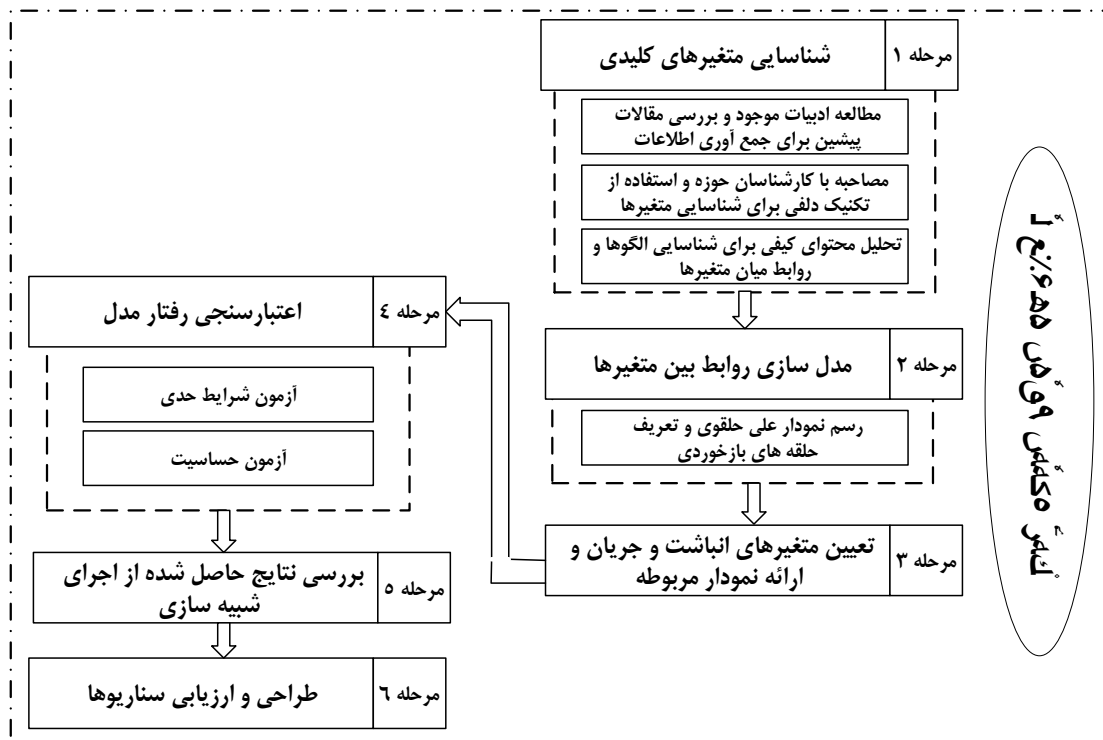 مرحله ۱
شناسایی متغیرهای کلیدی
مطالعه ادبیات موجود و بررسی مقالات
پیشین برای جمع آوری اطلاعات
مصاحبه با کارشناسان حوزه و استفاده از
تکنیک دلفی برای شناسایی متغیرها
تحلیل محتوای کیفی برای شناسایی الگوها و
روابط میان متغیرها
مرحله ۲
مدل سازی روابط بین متغیرها
رسم نمودار علی حلقوی و تعریف
حلقه های بازخوردی
مرحله ۳
تعیین متغیرهای انباشت و جریان و
ارائه نمودار مربوطه
مرحله ٤
اعتبارسنجی رفتار مدل
آزمون شرایط حدی
آزمون حساسیت
مرحله ٥
بررسی نتایج حاصل شده از اجرای
شبیه سازی
مرحله ٦
طراحی و ارزیابی سناریوها